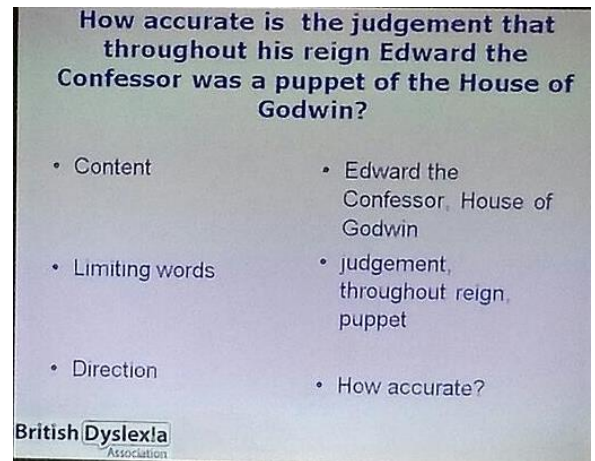 How accurate is the judgement that
throughout his reign Edward the
Confessor was a puppet of the House of
Godwin?
• Content
• Edward the
Confessor, House of
Godwin
• Limiting words
• judgement,
throughout reign,
puppet
• Direction
• How accurate?
British Dyslex!a
Association